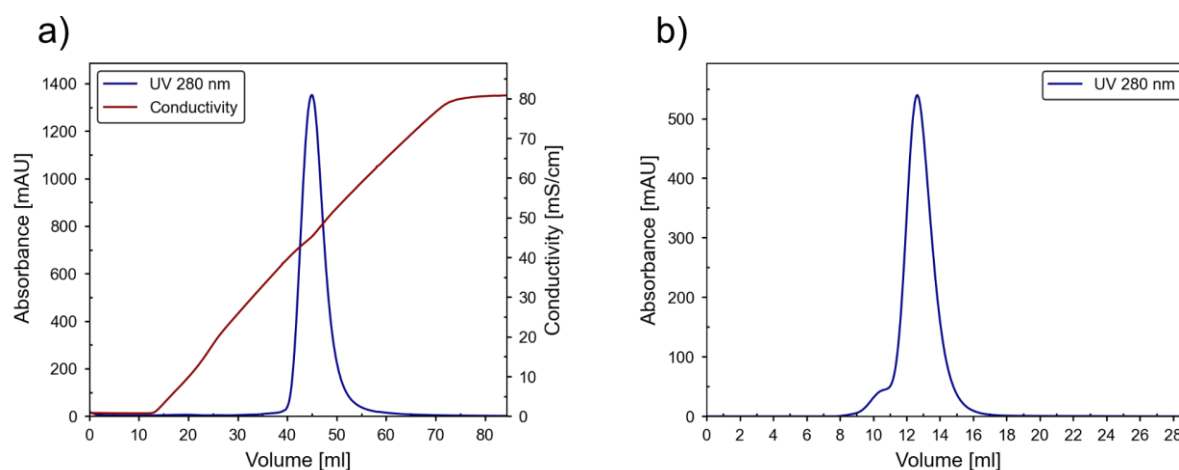 a)
UV 280 nm
Conductivity
Absorbance [mAU]
0
200
400
600
800
1000
1200
1400
Conductivity [mS/cm]
0
10
20
30
40
50
60
70
80
0 10 20 30 40 50 60 70 80
Volume [ml]
b)
UV 280 nm
Absorbance [mAU]
0
100
200
300
400
500
0 2 4 6 8 10 12 14 16 18 20 22 24 26 28
Volume [ml]